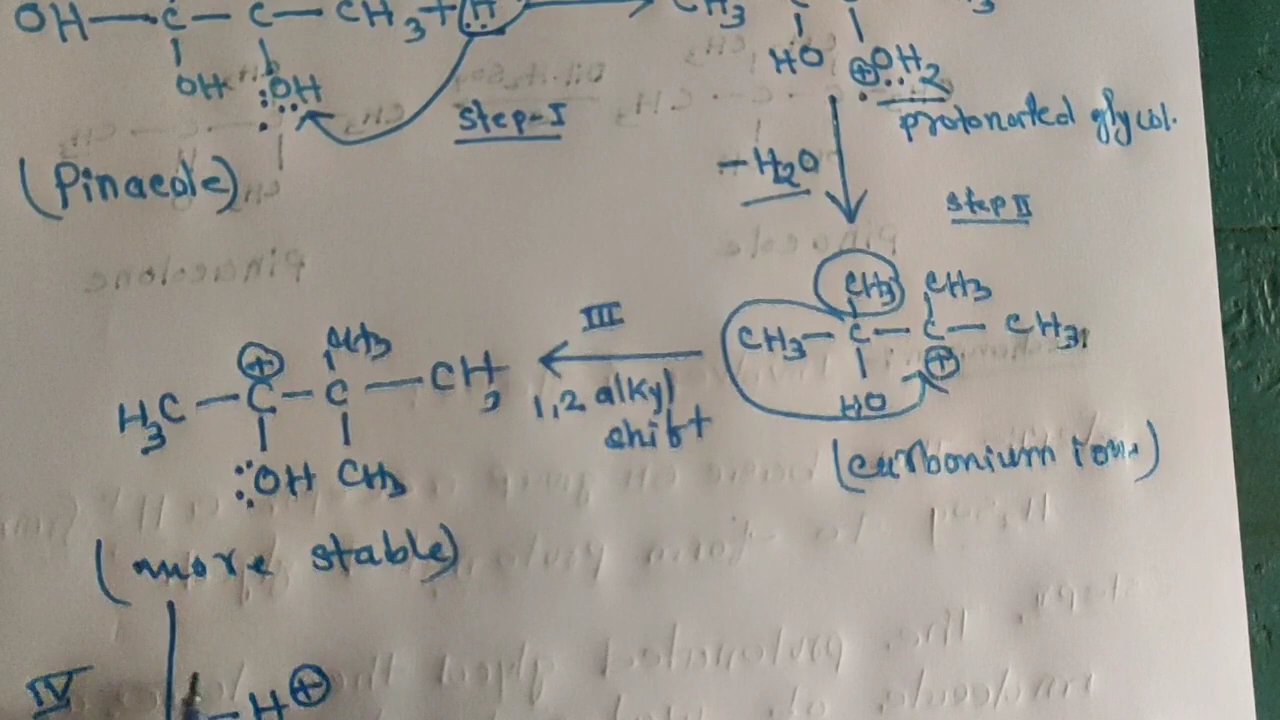 OH — C — C — CH3 + H
CH3
OH :OH
HO ⊕OH2
Step-I
protonated glycol.
(Pinacole)
- H2O
step II
CH3 CH3
CH3 - C - C - CH3
⊕
HO
(carbonium ion)
III
1,2 alkyl
shift
⊕ CH3
H3C - C - C - CH3
:OH CH3
(more stable)
IV
- H⊕